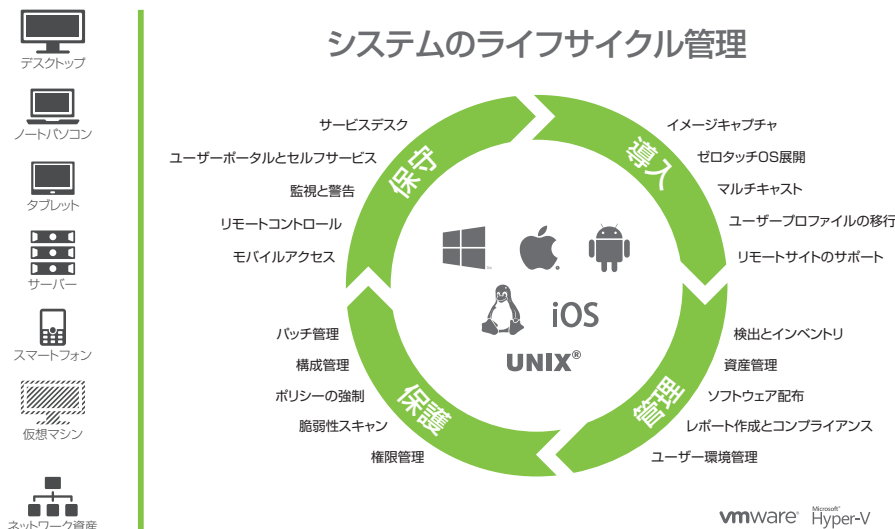 システムのライフサイクル管理
デスクトップ
ノートパソコン
タブレット
サーバー
スマートフォン
仮想マシン
ネットワーク資産
保守
サービスデスク
ユーザーポータルとセルフサービス
監視と警告
リモートコントロール
モバイルアクセス
導入
イメージキャプチャ
ゼロタッチOS展開
マルチキャスト
ユーザープロファイルの移行
リモートサイトのサポート
iOS
UNIX®
保護
パッチ管理
構成管理
ポリシーの強制
脆弱性スキャン
権限管理
管理
検出とインベントリ
資産管理
ソフトウェア配布
レポート作成とコンプライアンス
ユーザー環境管理
vmware
Microsoft
Hyper-V